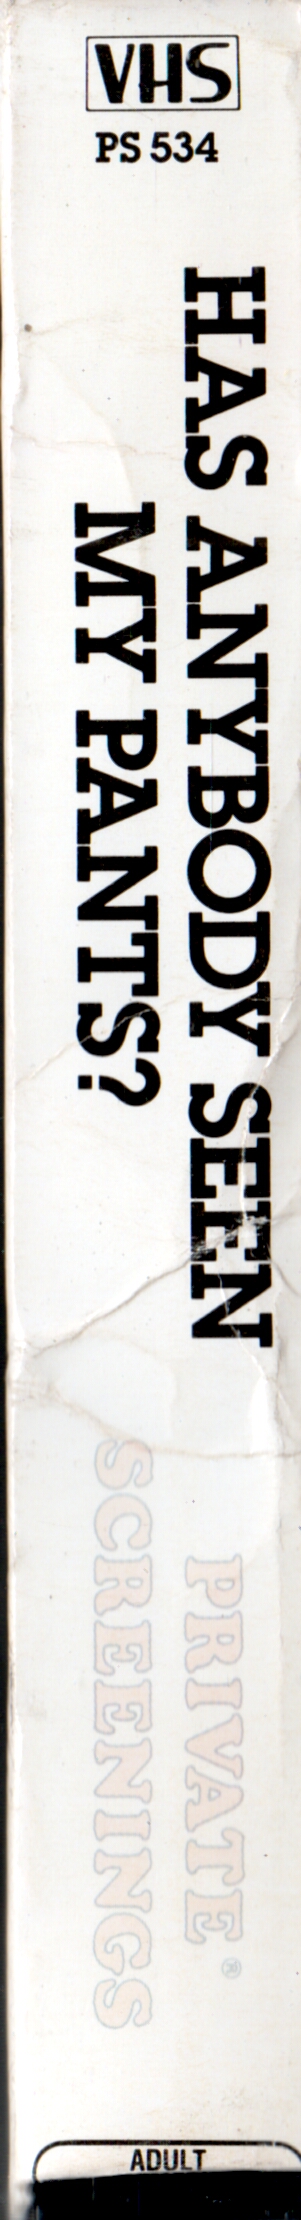 VHS
PS 534
HAS ANYBODY SEEN
MY PANTS?
PRIVATE ®
SCREENINGS
ADULT